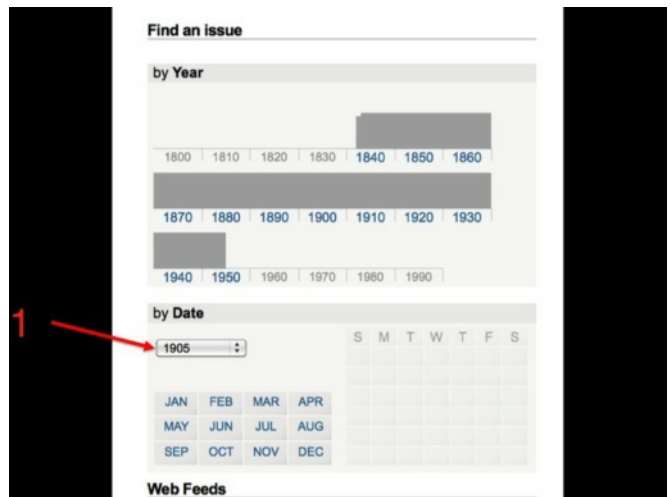 Find an issue
by Year
1800 1810 1820 1830 1840 1850 1860
1870 1880 1890 1900 1910 1920 1930
1940 1950 1960 1970 1980 1990
by Date
1
1905
S M T W T F S
JAN FEB MAR APR
MAY JUN JUL AUG
SEP OCT NOV DEC
Web Feeds